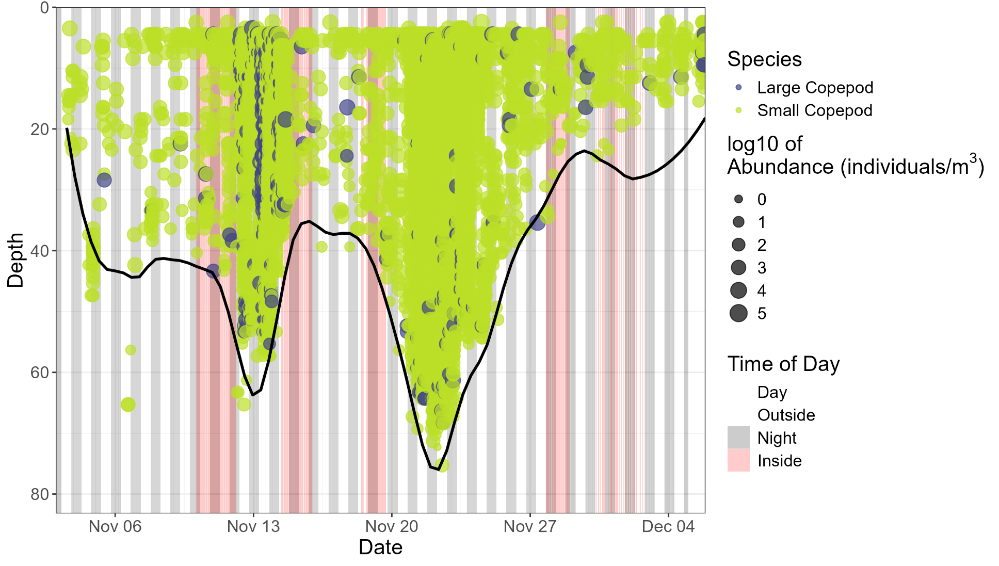 0
20
40
60
80
Depth
Nov 06
Nov 13
Nov 20
Nov 27
Dec 04
Date
Species
Large Copepod
Small Copepod
log10 of
Abundance (individuals/m³)
0
1
2
3
4
5
Time of Day
Day
Outside
Night
Inside